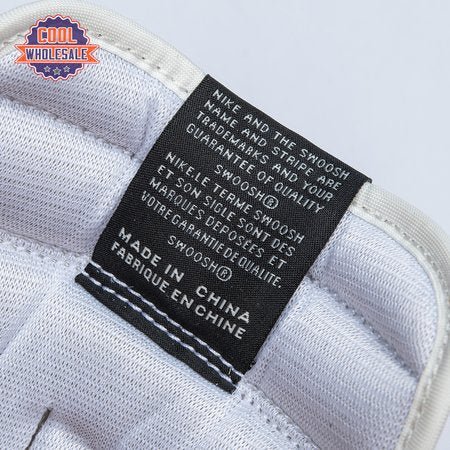 COOL
WHOLESALE
NIKE AND THE SWOOSH
NAME AND STRIPE ARE
TRADEMARKS AND YOUR
GUARANTEE OF QUALITY
SWOOSH®
NIKE LE TERME SWOOSH
ET SON SIGLE SONT DES
MARQUES DEPOSÉES ET
VOTRE GARANTIE DE QUALITE.
SWOOSH®
MADE IN CHINA
FABRIQUE EN CHINE